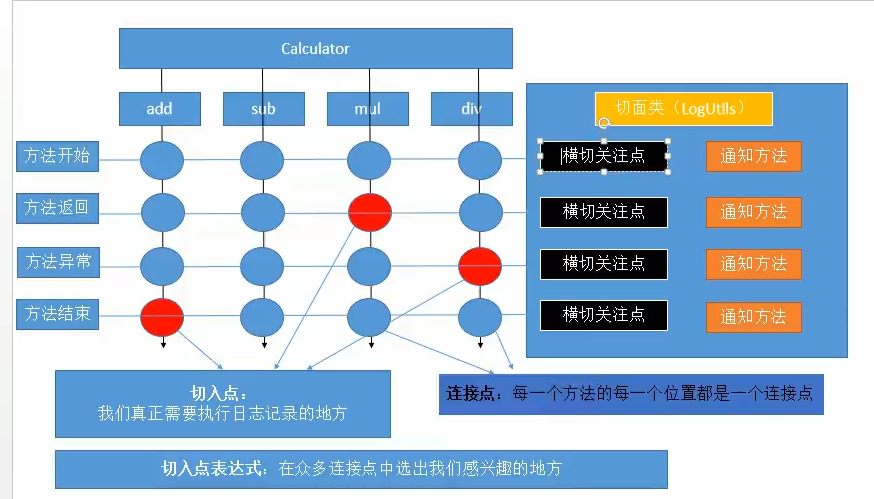 Calculator
add
sub
mul
div
切面类（LogUtils）
方法开始
横切关注点
通知方法
方法返回
横切关注点
通知方法
方法异常
横切关注点
通知方法
方法结束
横切关注点
通知方法
切入点：
我们真正需要执行日志记录的地方
连接点：每一个方法的每一个位置都是一个连接点
切入点表达式：在众多连接点中选出我们感兴趣的地方